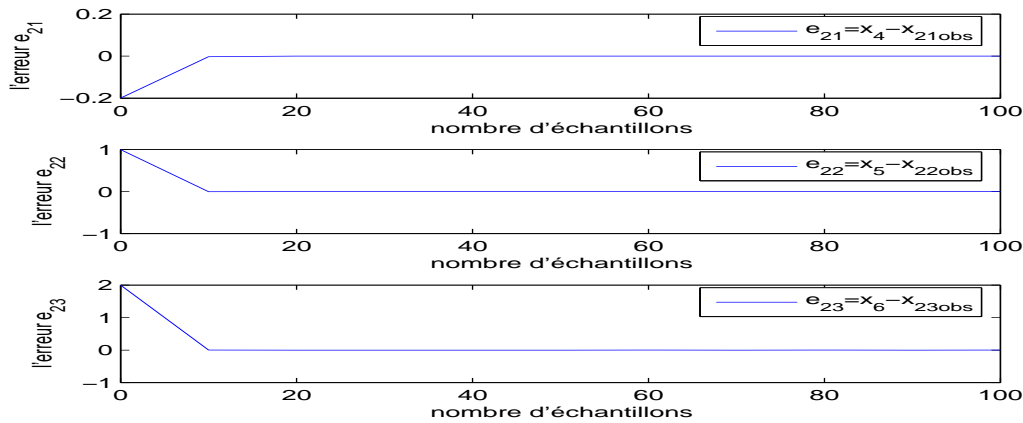 0.2
0
−0.2
l'erreur e21
e21=x4−x21obs
0 20 40 60 80 100
nombre d'échantillons
1
0
−1
l'erreur e22
e22=x5−x22obs
0 20 40 60 80 100
nombre d'échantillons
2
1
0
−1
l'erreur e23
e23=x6−x23obs
0 20 40 60 80 100
nombre d'échantillons